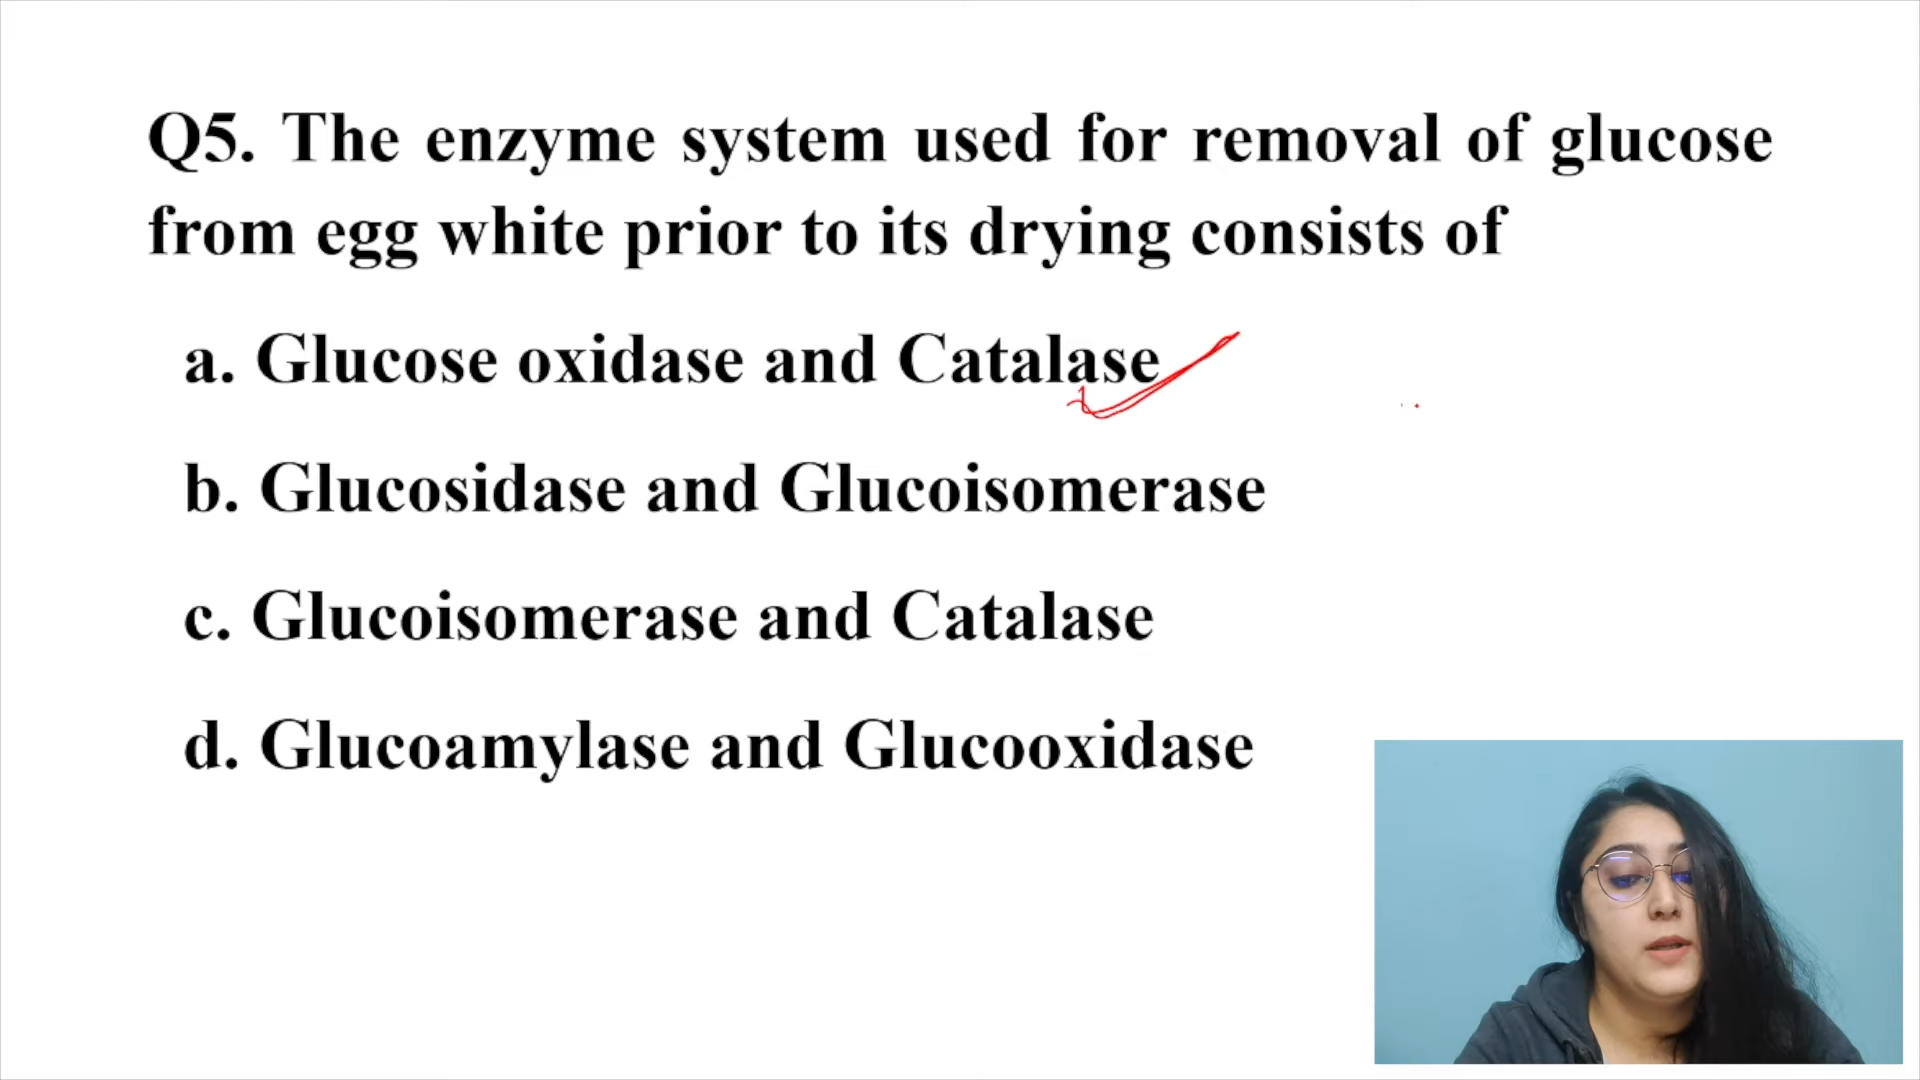 Q5. The enzyme system used for removal of glucose
from egg white prior to its drying consists of
a. Glucose oxidase and Catalase
b. Glucosidase and Glucoisomerase
c. Glucoisomerase and Catalase
d. Glucoamylase and Glucooxidase